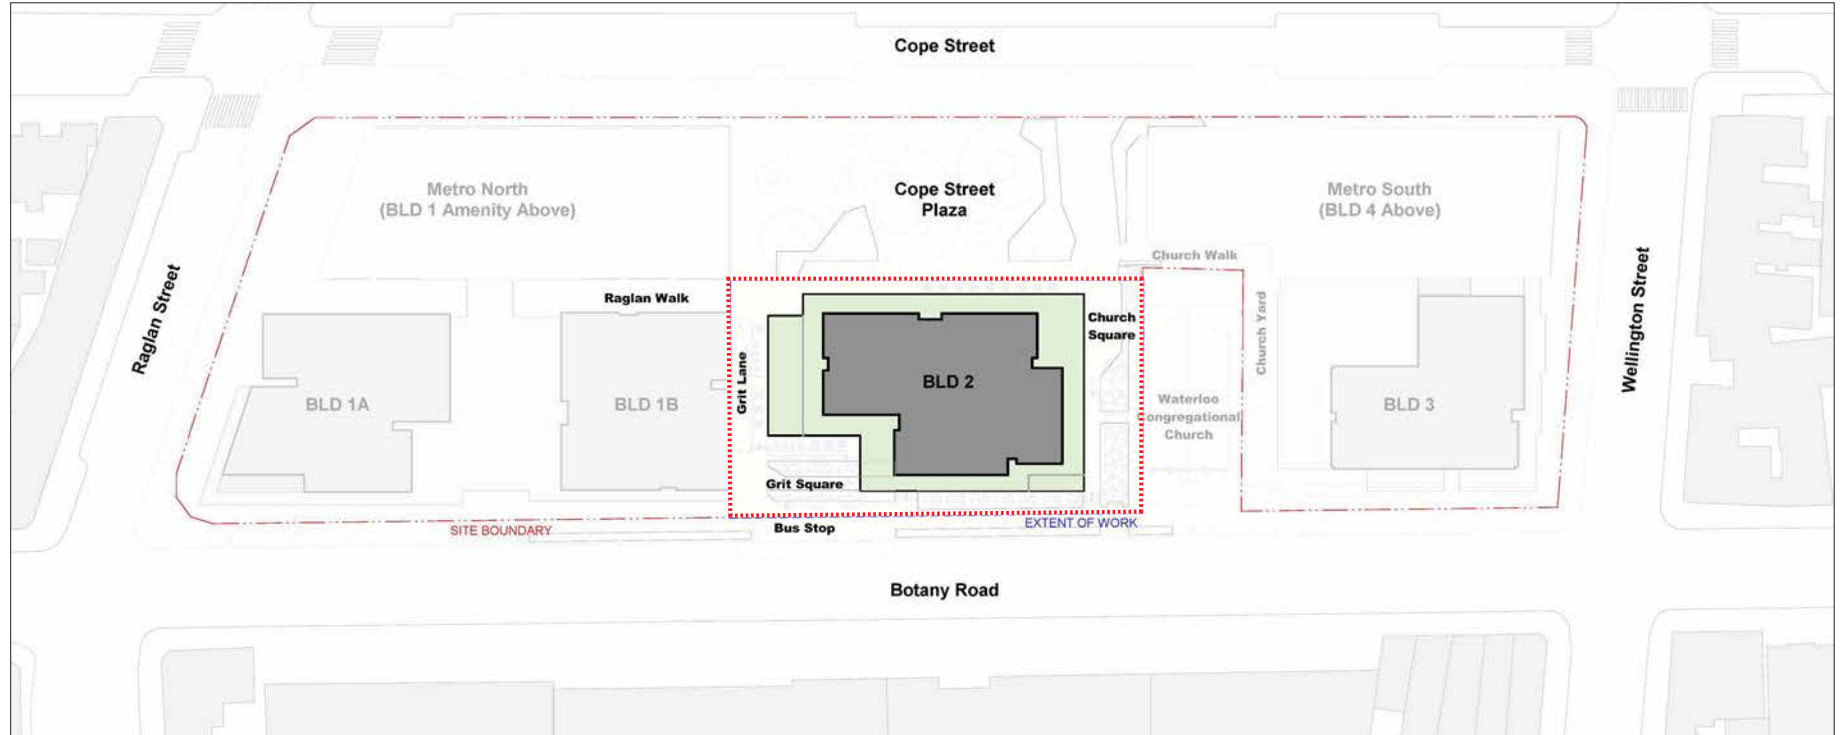 Cope Street
Metro North
(BLD 1 Amenity Above)
Cope Street
Plaza
Metro South
(BLD 4 Above)
Church Walk
Raglan Street
Raglan Walk
Church
Square
Church Yard
Wellington Street
Grit Lane
BLD 2
BLD 1A
BLD 1B
Waterloo
Congregational
Church
BLD 3
Grit Square
SITE BOUNDARY
Bus Stop
EXTENT OF WORK
Botany Road